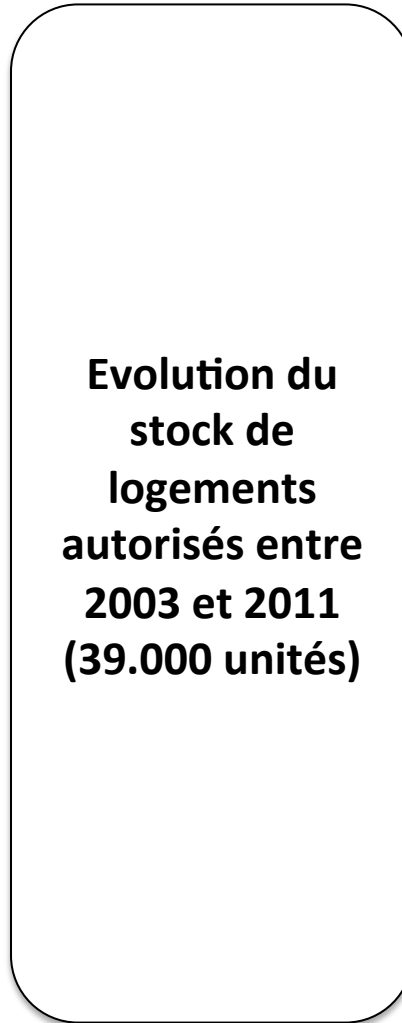 Evolution du
stock de
logements
autorisés entre
2003 et 2011
(39.000 unités)